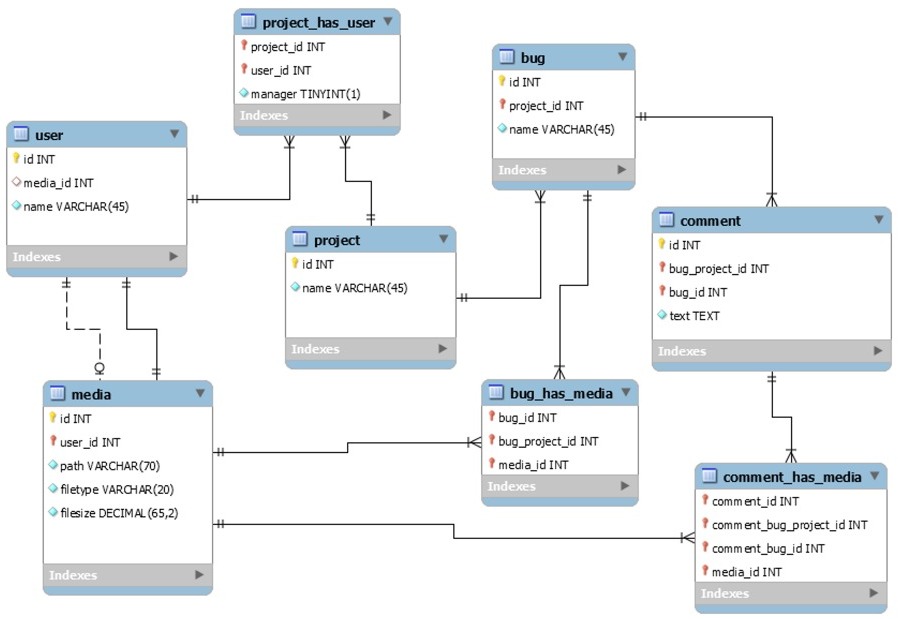 project_has_user
project_id INT
user_id INT
manager TINYINT(1)
Indexes
bug
id INT
project_id INT
name VARCHAR(45)
Indexes
user
id INT
media_id INT
name VARCHAR(45)
Indexes
project
id INT
name VARCHAR(45)
Indexes
comment
id INT
bug_project_id INT
bug_id INT
text TEXT
Indexes
media
id INT
user_id INT
path VARCHAR(70)
filetype VARCHAR(20)
filesize DECIMAL(65,2)
Indexes
bug_has_media
bug_id INT
bug_project_id INT
media_id INT
Indexes
comment_has_media
comment_id INT
comment_bug_project_id INT
comment_bug_id INT
media_id INT
Indexes